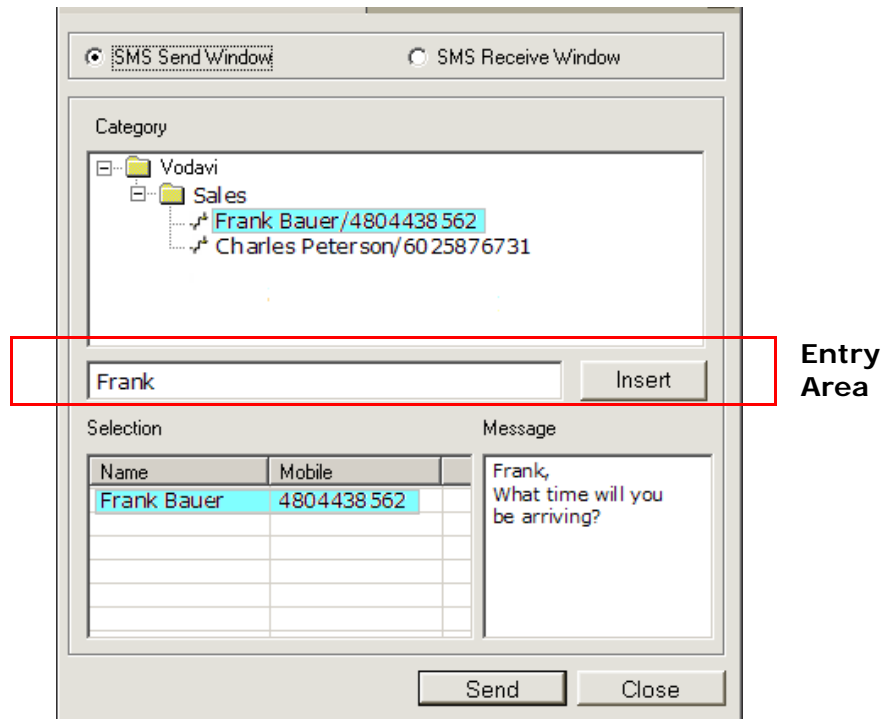 SMS Send Window SMS Receive Window
Category
Vodavi
Sales
Frank Bauer/4804438562
Charles Peterson/6025876731
Frank Insert
Entry
Area
Selection Message
Name Mobile
Frank Bauer 4804438562
Frank,
What time will you
be arriving?
Send Close